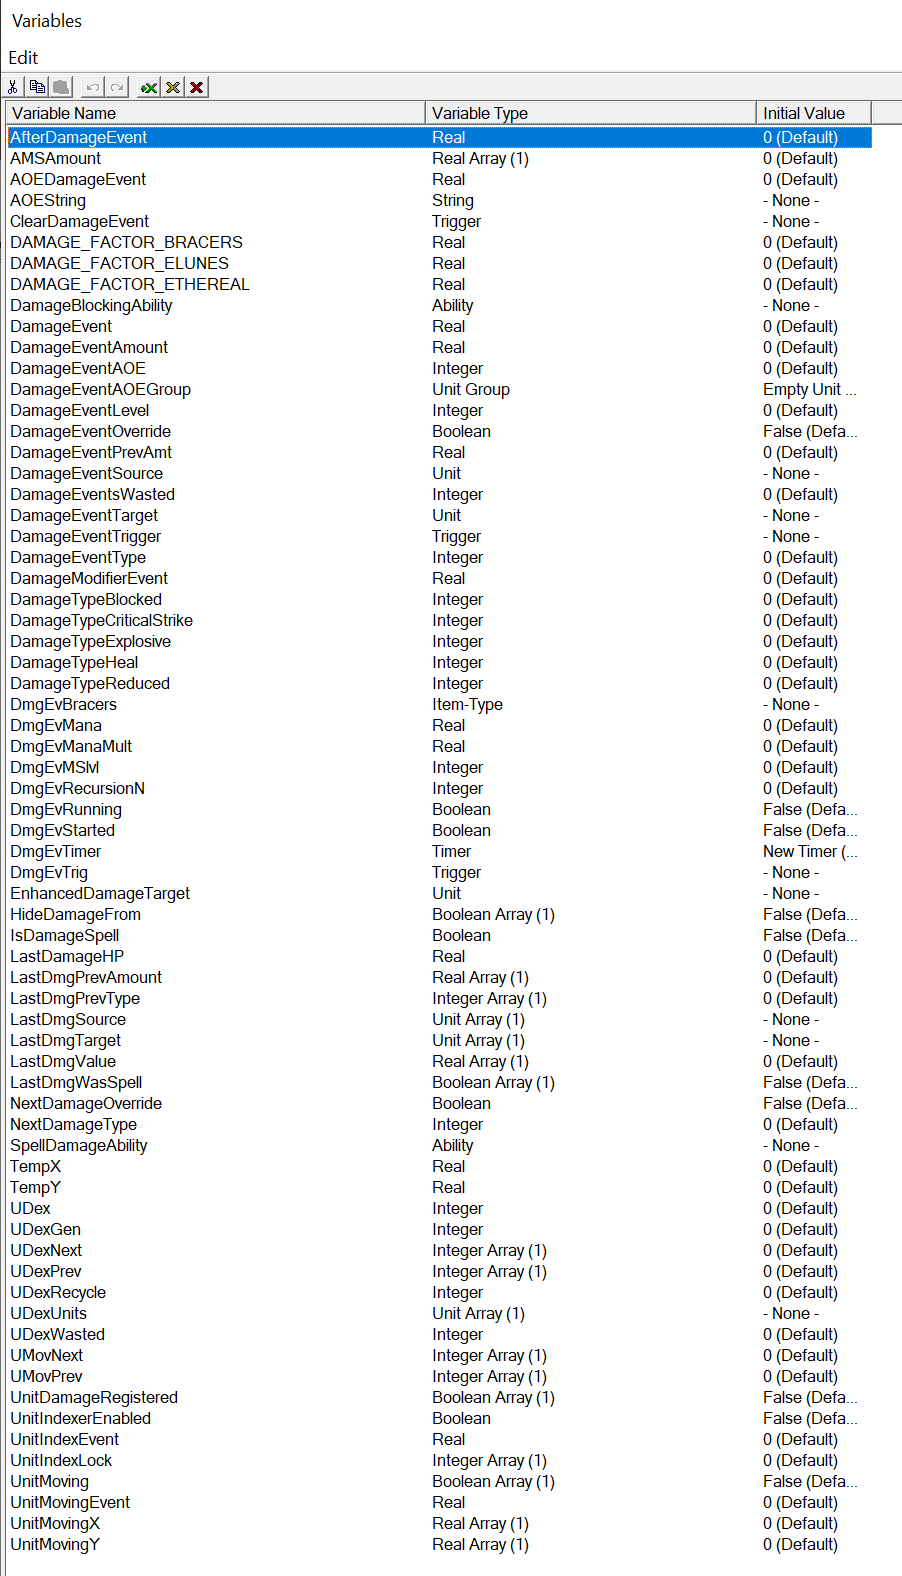 Variables
Edit
Variable Name Variable Type Initial Value
AfterDamageEvent Real 0 (Default)
AMSAmount Real Array (1) 0 (Default)
AOEDamageEvent Real 0 (Default)
AOEString String - None -
ClearDamageEvent Trigger - None -
DAMAGE_FACTOR_BRACERS Real 0 (Default)
DAMAGE_FACTOR_ELUNES Real 0 (Default)
DAMAGE_FACTOR_ETHEREAL Real 0 (Default)
DamageBlockingAbility Ability - None -
DamageEvent Real 0 (Default)
DamageEventAmount Real 0 (Default)
DamageEventAOE Integer 0 (Default)
DamageEventAOEGroup Unit Group Empty Unit ...
DamageEventLevel Integer 0 (Default)
DamageEventOverride Boolean False (Defa...
DamageEventPrevAmt Real 0 (Default)
DamageEventSource Unit - None -
DamageEventsWasted Integer 0 (Default)
DamageEventTarget Unit - None -
DamageEventTrigger Trigger - None -
DamageEventType Integer 0 (Default)
DamageModifierEvent Real 0 (Default)
DamageTypeBlocked Integer 0 (Default)
DamageTypeCriticalStrike Integer 0 (Default)
DamageTypeExplosive Integer 0 (Default)
DamageTypeHeal Integer 0 (Default)
DamageTypeReduced Integer 0 (Default)
DmgEvBracers Item-Type - None -
DmgEvMana Real 0 (Default)
DmgEvManaMult Real 0 (Default)
DmgEvMSlvl Integer 0 (Default)
DmgEvRecursionN Integer 0 (Default)
DmgEvRunning Boolean False (Defa...
DmgEvStarted Boolean False (Defa...
DmgEvTimer Timer New Timer (...
DmgEvTrig Trigger - None -
EnhancedDamageTarget Unit - None -
HideDamageFrom Boolean Array (1) False (Defa...
IsDamageSpell Boolean False (Defa...
LastDamageHP Real 0 (Default)
LastDmgPrevAmount Real Array (1) 0 (Default)
LastDmgPrevType Integer Array (1) 0 (Default)
LastDmgSource Unit Array (1) - None -
LastDmgTarget Unit Array (1) - None -
LastDmgValue Real Array (1) 0 (Default)
LastDmgWasSpell Boolean Array (1) False (Defa...
NextDamageOverride Boolean False (Defa...
NextDamageType Integer 0 (Default)
SpellDamageAbility Ability - None -
TempX Real 0 (Default)
TempY Real 0 (Default)
UDex Integer 0 (Default)
UDexGen Integer 0 (Default)
UDexNext Integer Array (1) 0 (Default)
UDexPrev Integer Array (1) 0 (Default)
UDexRecycle Integer 0 (Default)
UDexUnits Unit Array (1) - None -
UDexWasted Integer 0 (Default)
UMovNext Integer Array (1) 0 (Default)
UMovPrev Integer Array (1) 0 (Default)
UnitDamageRegistered Boolean Array (1) False (Defa...
UnitIndexerEnabled Boolean False (Defa...
UnitIndexEvent Real 0 (Default)
UnitIndexLock Integer Array (1) 0 (Default)
UnitMoving Boolean Array (1) False (Defa...
UnitMovingEvent Real 0 (Default)
UnitMovingX Real Array (1) 0 (Default)
UnitMovingY Real Array (1) 0 (Default)